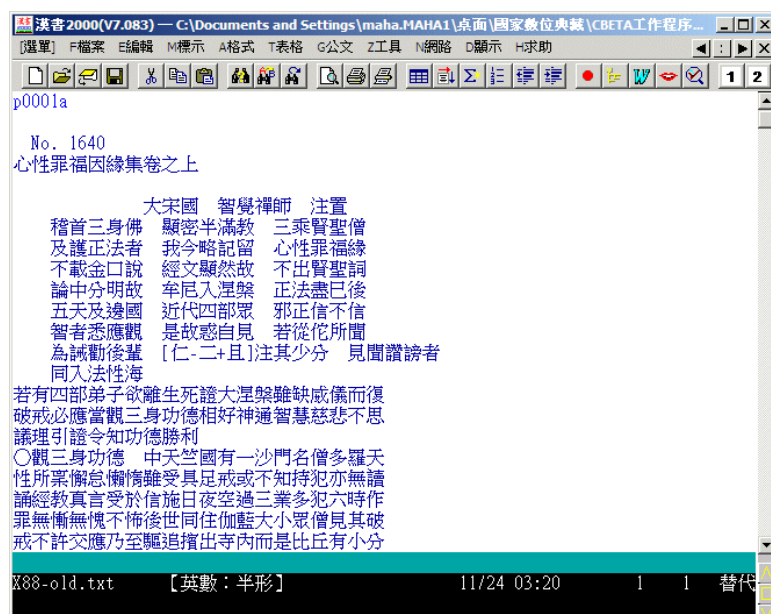 漢書2000(V7.083) — C:\Documents and Settings\maha.MAHA1\桌面\國家數位典藏\CBETA工作程序...
[選單] F檔案 E編輯 M標示 A格式 T表格 G公文 Z工具 N網路 D顯示 H求助
1 2
p0001a
No. 1640
心性罪福因緣集卷之上
大宋國 智覺禪師 注置
稽首三身佛 顯密半滿教 三乘賢聖僧
及護正法者 我今略記留 心性罪福緣
不載金口說 經文顯然故 不出賢聖詞
論中分明故 牟尼入涅槃 正法盡已後
五天及邊國 近代四部眾 邪正信不信
智者悉應觀 是故惑自見 若從佗所聞
為誡勸後輩 [仁-二+且]注其少分 見聞讚謗者
同入法性海
若有四部弟子欲離生死證大涅槃雖缺威儀而復
破戒必應當觀三身功德相好神通智慧慈悲不思
議理引證令知功德勝利
○觀三身功德 中天竺國有一沙門名僧多羅天
性所稟懈怠懶惰雖受具足戒或不知持犯亦無讀
誦經教真言受於信施日夜空過三業多犯六時作
罪無慚無愧不怖後世同住伽藍大小眾僧見其破
戒不許交應乃至驅追擯出寺內而是比丘有小分
X88-old.txt 【英數：半形】 11/24 03:20 1 1 替代